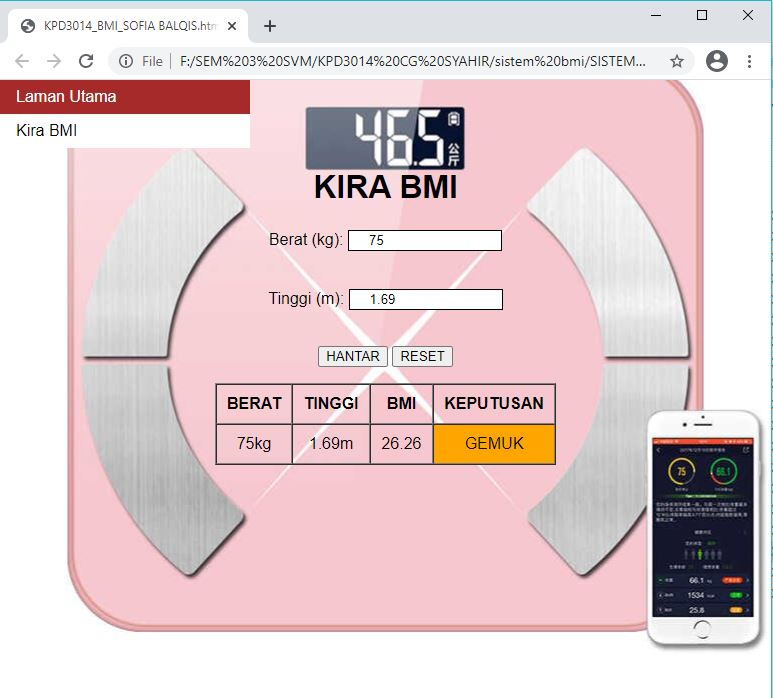 KPD3014_BMI_SOFIA BALQIS.htm
File | F:/SEM%203%20SVM/KPD3014%20CG%20SYAHIR/sistem%20bmi/SISTEM...
Laman Utama
Kira BMI
46.5
公
斤
KIRA BMI
Berat (kg): 75
Tinggi (m): 1.69
HANTAR RESET
BERAT TINGGI BMI KEPUTUSAN
75kg 1.69m 26.26 GEMUK
75 66.1
66.1 kg
1534
25.8